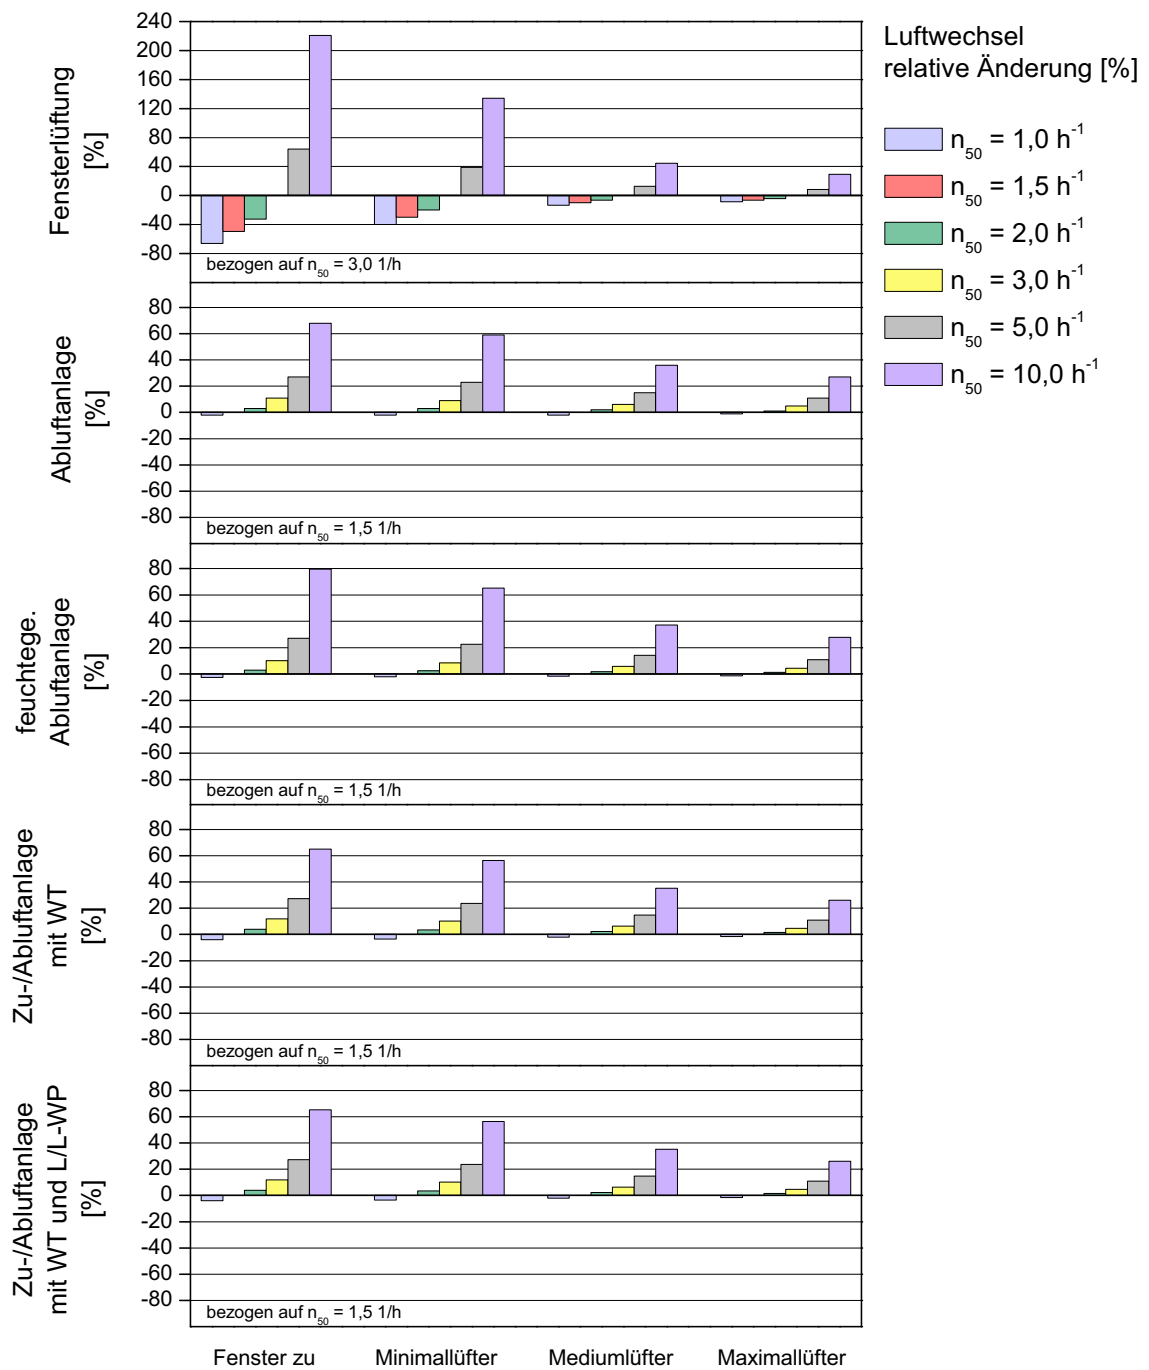 Luftwechsel
relative Änderung [%]
n₅₀ = 1,0 h⁻¹
n₅₀ = 1,5 h⁻¹
n₅₀ = 2,0 h⁻¹
n₅₀ = 3,0 h⁻¹
n₅₀ = 5,0 h⁻¹
n₅₀ = 10,0 h⁻¹
Fensterlüftung
[%]
240
200
160
120
80
40
0
-40
-80
bezogen auf n₅₀ = 3,0 1/h
Abluftanlage
[%]
80
60
40
20
0
-20
-40
-60
-80
bezogen auf n₅₀ = 1,5 1/h
feuchtege.
Abluftanlage
[%]
80
60
40
20
0
-20
-40
-60
-80
bezogen auf n₅₀ = 1,5 1/h
Zu-/Abluftanlage
mit WT
[%]
80
60
40
20
0
-20
-40
-60
-80
bezogen auf n₅₀ = 1,5 1/h
Zu-/Abluftanlage
mit WT und L/L-WP
[%]
80
60
40
20
0
-20
-40
-60
-80
bezogen auf n₅₀ = 1,5 1/h
Fenster zu Minimallüfter Mediumlüfter Maximallüfter